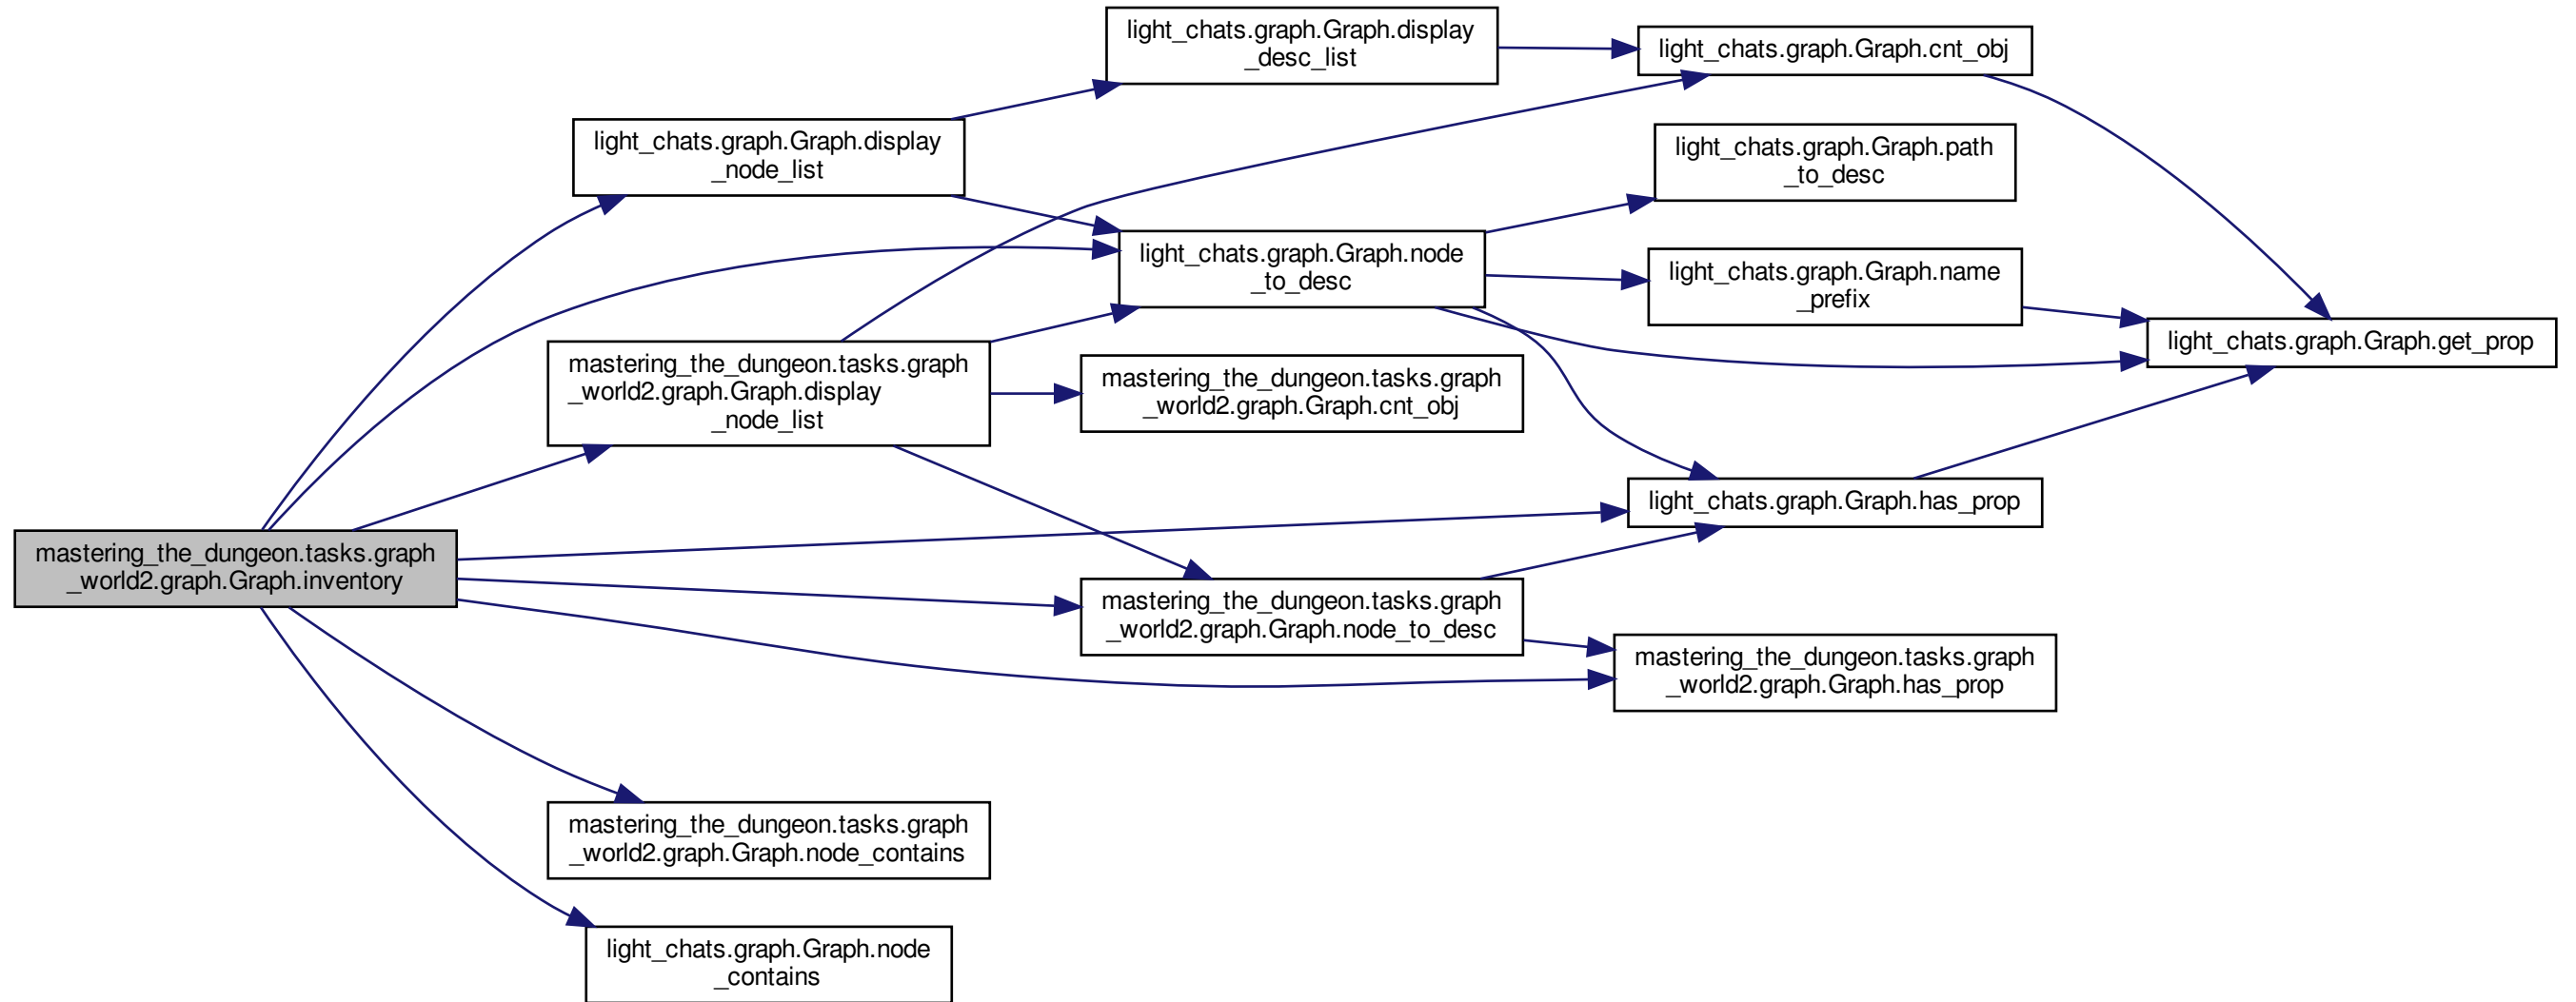 light_chats.graph.Graph.display
_desc_list
light_chats.graph.Graph.cnt_obj
light_chats.graph.Graph.display
_node_list
light_chats.graph.Graph.path
_to_desc
light_chats.graph.Graph.node
_to_desc
light_chats.graph.Graph.name
_prefix
light_chats.graph.Graph.get_prop
mastering_the_dungeon.tasks.graph
_world2.graph.Graph.display
_node_list
mastering_the_dungeon.tasks.graph
_world2.graph.Graph.cnt_obj
light_chats.graph.Graph.has_prop
mastering_the_dungeon.tasks.graph
_world2.graph.Graph.inventory
mastering_the_dungeon.tasks.graph
_world2.graph.Graph.node_to_desc
mastering_the_dungeon.tasks.graph
_world2.graph.Graph.has_prop
mastering_the_dungeon.tasks.graph
_world2.graph.Graph.node_contains
light_chats.graph.Graph.node
_contains